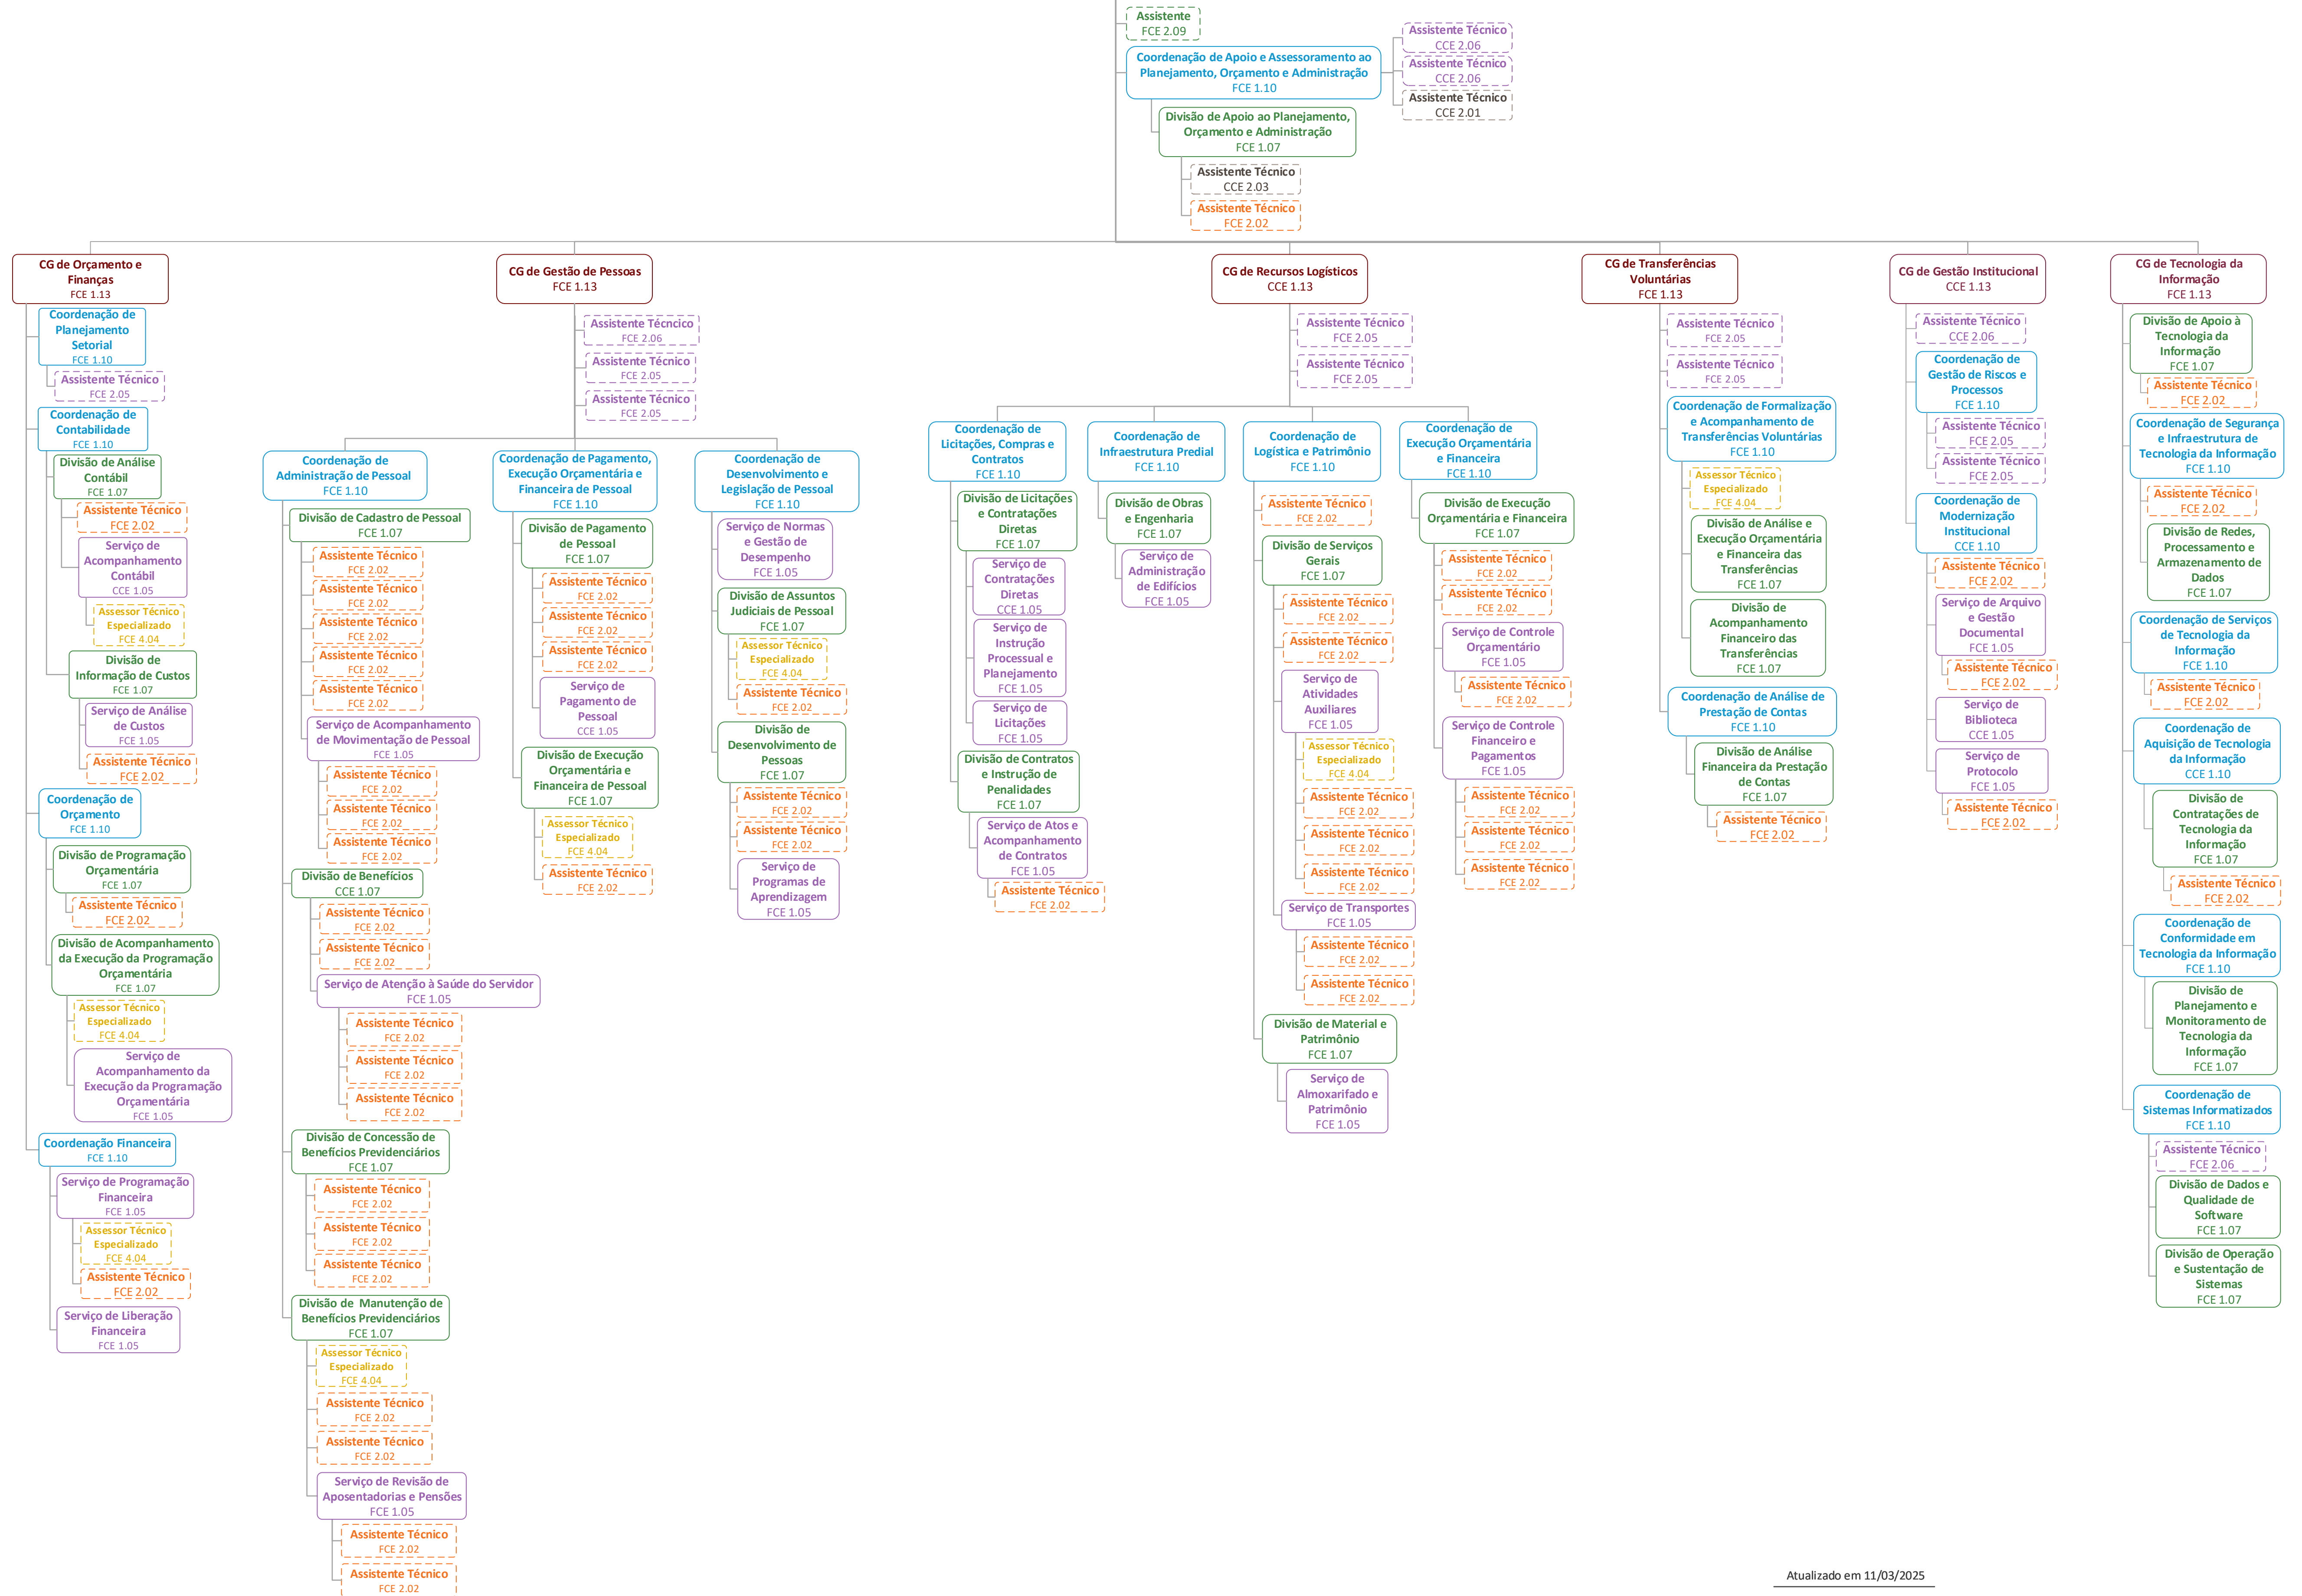 Assistente
FCE 2.09
Coordenação de Apoio e Assessoramento ao
Planejamento, Orçamento e Administração
FCE 1.10
Assistente Técnico
CCE 2.06
Assistente Técnico
CCE 2.06
Assistente Técnico
CCE 2.01
Divisão de Apoio ao Planejamento,
Orçamento e Administração
FCE 1.07
Assistente Técnico
CCE 2.03
Assistente Técnico
FCE 2.02
CG de Orçamento e
Finanças
FCE 1.13
Coordenação de
Planejamento
Setorial
FCE 1.10
Assistente Técnico
FCE 2.05
Coordenação de
Contabilidade
FCE 1.10
Divisão de Análise
Contábil
FCE 1.07
Assistente Técnico
FCE 2.02
Serviço de
Acompanhamento
Contábil
CCE 1.05
Assessor Técnico
Especializado
FCE 4.04
Divisão de
Informação de Custos
FCE 1.07
Serviço de Análise
de Custos
FCE 1.05
Assistente Técnico
FCE 2.02
Coordenação de
Orçamento
FCE 1.10
Divisão de Programação
Orçamentária
FCE 1.07
Assistente Técnico
FCE 2.02
Divisão de Acompanhamento
da Execução da Programação
Orçamentária
FCE 1.07
Assessor Técnico
Especializado
FCE 4.04
Serviço de
Acompanhamento da
Execução da Programação
Orçamentária
FCE 1.05
Coordenação Financeira
FCE 1.10
Serviço de Programação
Financeira
FCE 1.05
Assessor Técnico
Especializado
FCE 4.04
Assistente Técnico
FCE 2.02
Serviço de Liberação
Financeira
FCE 1.05
CG de Gestão de Pessoas
FCE 1.13
Assistente Técncico
FCE 2.06
Assistente Técnico
FCE 2.05
Assistente Técnico
FCE 2.05
Coordenação de
Administração de Pessoal
FCE 1.10
Divisão de Cadastro de Pessoal
FCE 1.07
Assistente Técnico
FCE 2.02
Assistente Técnico
FCE 2.02
Assistente Técnico
FCE 2.02
Assistente Técnico
FCE 2.02
Assistente Técnico
FCE 2.02
Serviço de Acompanhamento
de Movimentação de Pessoal
FCE 1.05
Assistente Técnico
FCE 2.02
Assistente Técnico
FCE 2.02
Assistente Técnico
FCE 2.02
Divisão de Benefícios
CCE 1.07
Assistente Técnico
FCE 2.02
Assistente Técnico
FCE 2.02
Serviço de Atenção à Saúde do Servidor
FCE 1.05
Assistente Técnico
FCE 2.02
Assistente Técnico
FCE 2.02
Assistente Técnico
FCE 2.02
Divisão de Concessão de
Benefícios Previdenciários
FCE 1.07
Assistente Técnico
FCE 2.02
Assistente Técnico
FCE 2.02
Assistente Técnico
FCE 2.02
Divisão de Manutenção de
Benefícios Previdenciários
FCE 1.07
Assessor Técnico
Especializado
FCE 4.04
Assistente Técnico
FCE 2.02
Assistente Técnico
FCE 2.02
Serviço de Revisão de
Aposentadorias e Pensões
FCE 1.05
Assistente Técnico
FCE 2.02
Assistente Técnico
FCE 2.02
Coordenação de Pagamento,
Execução Orçamentária e
Financeira de Pessoal
FCE 1.10
Divisão de Pagamento
de Pessoal
FCE 1.07
Assistente Técnico
FCE 2.02
Assistente Técnico
FCE 2.02
Assistente Técnico
FCE 2.02
Serviço de
Pagamento de
Pessoal
CCE 1.05
Divisão de Execução
Orçamentária e
Financeira de Pessoal
FCE 1.07
Assessor Técnico
Especializado
FCE 4.04
Assistente Técnico
FCE 2.02
Coordenação de
Desenvolvimento e
Legislação de Pessoal
FCE 1.10
Serviço de Normas
e Gestão de
Desempenho
FCE 1.05
Divisão de Assuntos
Judiciais de Pessoal
FCE 1.07
Assessor Técnico
Especializado
FCE 4.04
Assistente Técnico
FCE 2.02
Divisão de
Desenvolvimento de
Pessoas
FCE 1.07
Assistente Técnico
FCE 2.02
Assistente Técnico
FCE 2.02
Serviço de
Programas de
Aprendizagem
FCE 1.05
CG de Recursos Logísticos
CCE 1.13
Assistente Técnico
FCE 2.05
Assistente Técnico
FCE 2.05
Coordenação de
Licitações, Compras e
Contratos
FCE 1.10
Divisão de Licitações
e Contratações
Diretas
FCE 1.07
Serviço de
Contratações
Diretas
CCE 1.05
Serviço de
Instrução
Processual e
Planejamento
FCE 1.05
Serviço de
Licitações
FCE 1.05
Divisão de Contratos
e Instrução de
Penalidades
FCE 1.07
Serviço de Atos e
Acompanhamento
de Contratos
FCE 1.05
Assistente Técnico
FCE 2.02
Coordenação de
Infraestrutura Predial
FCE 1.10
Divisão de Obras
e Engenharia
FCE 1.07
Serviço de
Administração
de Edifícios
FCE 1.05
Coordenação de
Logística e Patrimônio
FCE 1.10
Assistente Técnico
FCE 2.02
Divisão de Serviços
Gerais
FCE 1.07
Assistente Técnico
FCE 2.02
Assistente Técnico
FCE 2.02
Serviço de
Atividades
Auxiliares
FCE 1.05
Assessor Técnico
Especializado
FCE 4.04
Assistente Técnico
FCE 2.02
Assistente Técnico
FCE 2.02
Assistente Técnico
FCE 2.02
Serviço de Transportes
FCE 1.05
Assistente Técnico
FCE 2.02
Assistente Técnico
FCE 2.02
Divisão de Material e
Patrimônio
FCE 1.07
Serviço de
Almoxarifado e
Patrimônio
FCE 1.05
Coordenação de
Execução Orçamentária
e Financeira
FCE 1.10
Divisão de Execução
Orçamentária e Financeira
FCE 1.07
Assistente Técnico
FCE 2.02
Assistente Técnico
FCE 2.02
Serviço de Controle
Orçamentário
FCE 1.05
Assistente Técnico
FCE 2.02
Serviço de Controle
Financeiro e
Pagamentos
FCE 1.05
Assistente Técnico
FCE 2.02
Assistente Técnico
FCE 2.02
Assistente Técnico
FCE 2.02
CG de Transferências
Voluntárias
FCE 1.13
Assistente Técnico
FCE 2.05
Assistente Técnico
FCE 2.05
Coordenação de Formalização
e Acompanhamento de
Transferências Voluntárias
FCE 1.10
Assessor Técnico
Especializado
FCE 4.04
Divisão de Análise e
Execução Orçamentária
e Financeira das
Transferências
FCE 1.07
Divisão de
Acompanhamento
Financeiro das
Transferências
FCE 1.07
Coordenação de Análise de
Prestação de Contas
FCE 1.10
Divisão de Análise
Financeira da Prestação
de Contas
FCE 1.07
Assistente Técnico
FCE 2.02
CG de Gestão Institucional
CCE 1.13
Assistente Técnico
CCE 2.06
Coordenação de
Gestão de Riscos e
Processos
FCE 1.10
Assistente Técnico
FCE 2.05
Assistente Técnico
FCE 2.05
Coordenação de
Modernização
Institucional
CCE 1.10
Assistente Técnico
FCE 2.02
Serviço de Arquivo
e Gestão
Documental
FCE 1.05
Assistente Técnico
FCE 2.02
Serviço de
Biblioteca
CCE 1.05
Serviço de
Protocolo
FCE 1.05
Assistente Técnico
FCE 2.02
CG de Tecnologia da
Informação
FCE 1.13
Divisão de Apoio à
Tecnologia da
Informação
FCE 1.07
Assistente Técnico
FCE 2.02
Coordenação de Segurança
e Infraestrutura de
Tecnologia da Informação
FCE 1.10
Assistente Técnico
FCE 2.02
Divisão de Redes,
Processamento e
Armazenamento de
Dados
FCE 1.07
Coordenação de Serviços
de Tecnologia da
Informação
FCE 1.10
Assistente Técnico
FCE 2.02
Coordenação de
Aquisição de Tecnologia
da Informação
CCE 1.10
Divisão de
Contratações de
Tecnologia da
Informação
FCE 1.07
Assistente Técnico
FCE 2.02
Coordenação de
Conformidade em
Tecnologia da Informação
FCE 1.10
Divisão de
Planejamento e
Monitoramento de
Tecnologia da
Informação
FCE 1.07
Coordenação de
Sistemas Informatizados
FCE 1.10
Assistente Técnico
FCE 2.06
Divisão de Dados e
Qualidade de
Software
FCE 1.07
Divisão de Operação
e Sustentação de
Sistemas
FCE 1.07
Atualizado em 11/03/2025